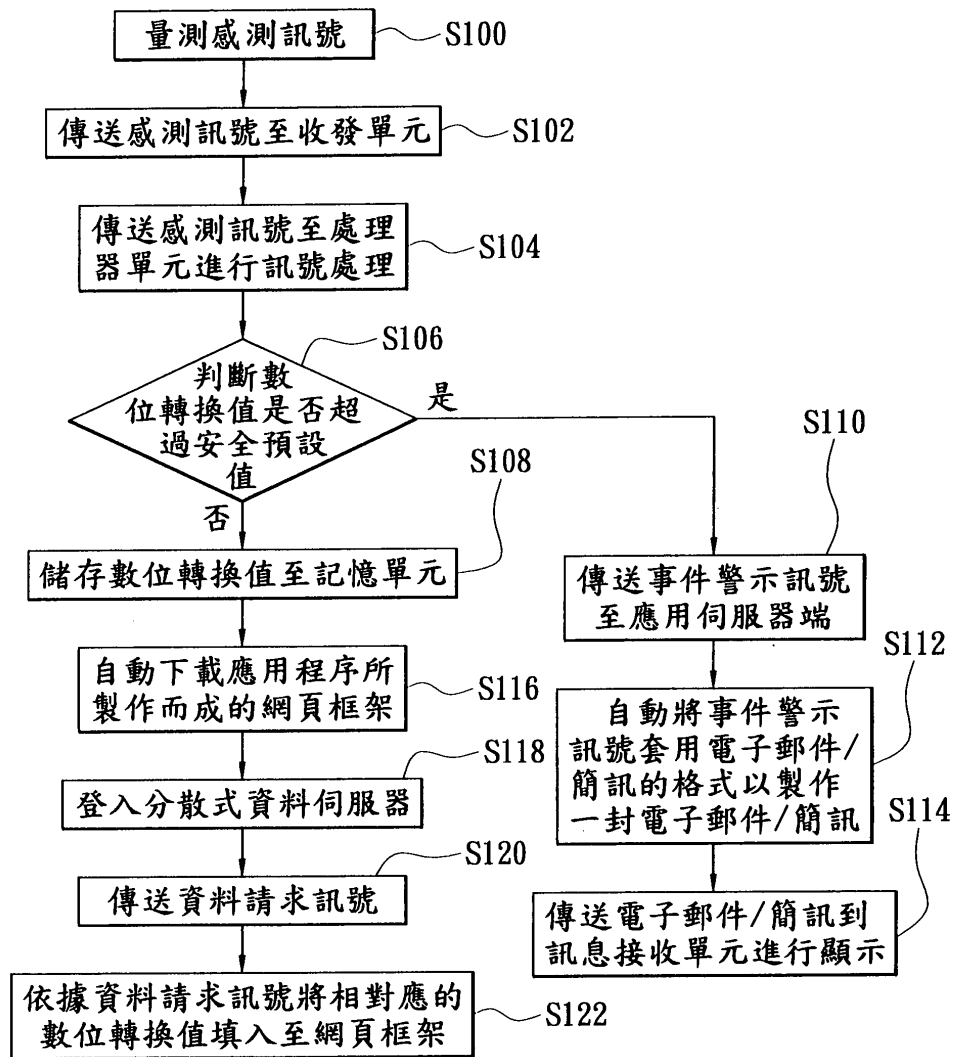 量測感測訊號
S100
傳送感測訊號至收發單元
S102
傳送感測訊號至處理
器單元進行訊號處理
S104
S106
判斷數
位轉換值是否超
過安全預設
值
是
否
S108
儲存數位轉換值至記憶單元
S110
傳送事件警示訊號
至應用伺服器端
S112
自動將事件警示
訊號套用電子郵件/
簡訊的格式以製作
一封電子郵件/簡訊
S114
傳送電子郵件/簡訊到
訊息接收單元進行顯示
自動下載應用程序所
製作而成的網頁框架
S116
S118
登入分散式資料伺服器
S120
傳送資料請求訊號
依據資料請求訊號將相對應的
數位轉換值填入至網頁框架
S122